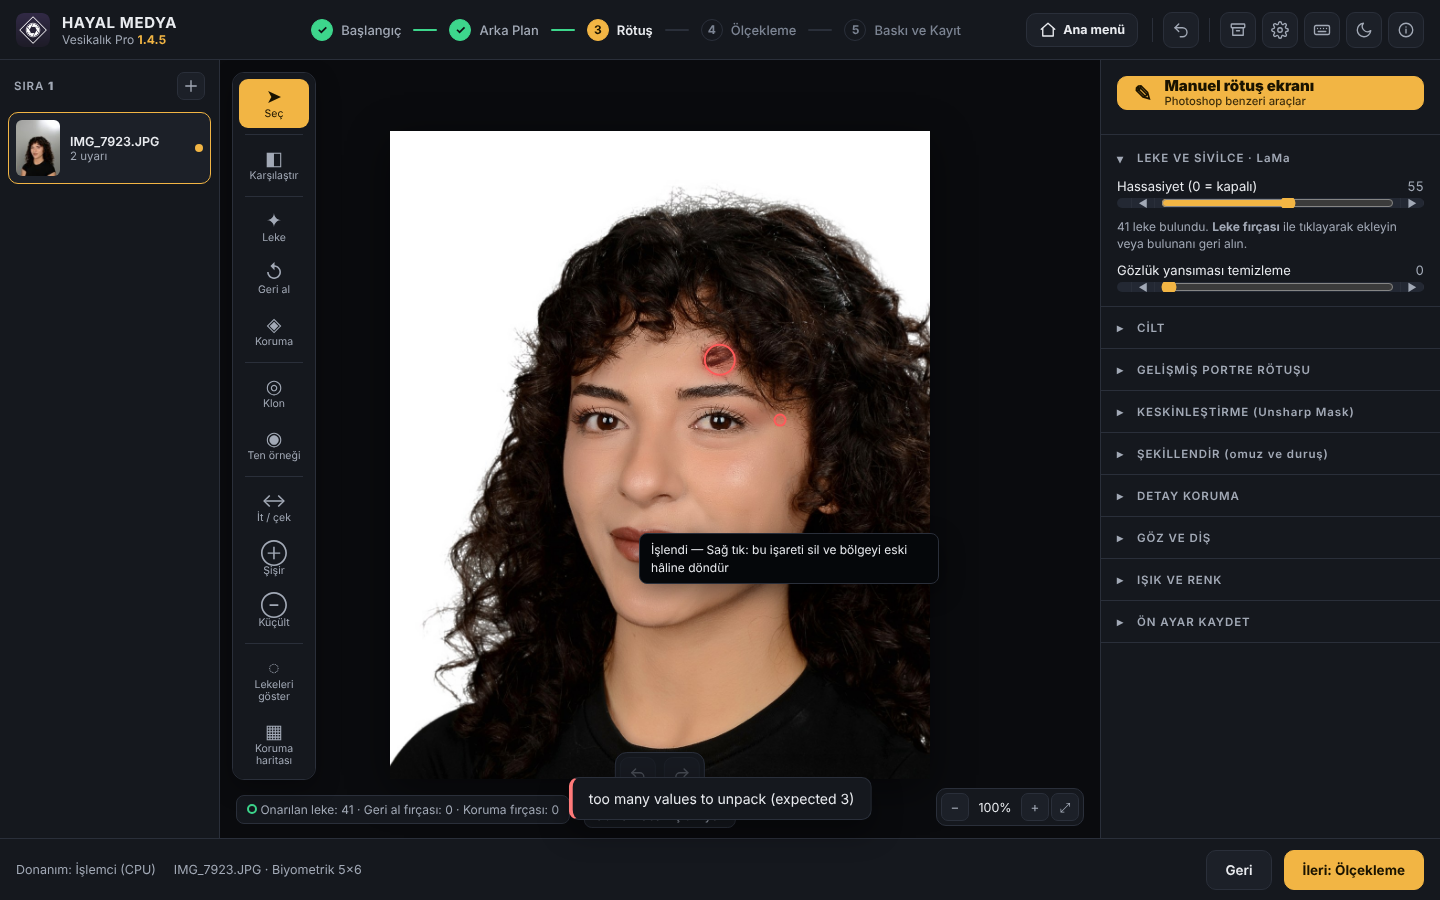 HAYAL MEDYA
Vesikalık Pro 1.4.5
Başlangıç
Arka Plan
3 Rötuş
4 Ölçekleme
5 Baskı ve Kayıt
Ana menü
SIRA 1
IMG_7923.JPG
2 uyarı
Seç
Karşılaştır
Leke
Geri al
Koruma
Klon
Ten örneği
İt / çek
Şişir
Küçült
Lekeleri
göster
Koruma
haritası
İşlendi — Sağ tık: bu işareti sil ve bölgeyi eski
hâline döndür
Onarılan leke: 41 · Geri al fırçası: 0 · Koruma fırçası: 0
too many values to unpack (expected 3)
− 100% +
Manuel rötuş ekranı
Photoshop benzeri araçlar
LEKE VE SİVİLCE · LaMa
Hassasiyet (0 = kapalı) 55
41 leke bulundu. Leke fırçası ile tıklayarak ekleyin
veya bulunanı geri alın.
Gözlük yansıması temizleme 0
CİLT
GELİŞMİŞ PORTRE RÖTUŞU
KESKİNLEŞTİRME (Unsharp Mask)
ŞEKİLLENDİR (omuz ve duruş)
DETAY KORUMA
GÖZ VE DİŞ
IŞIK VE RENK
ÖN AYAR KAYDET
Donanım: İşlemci (CPU) IMG_7923.JPG · Biyometrik 5×6
Geri
İleri: Ölçekleme